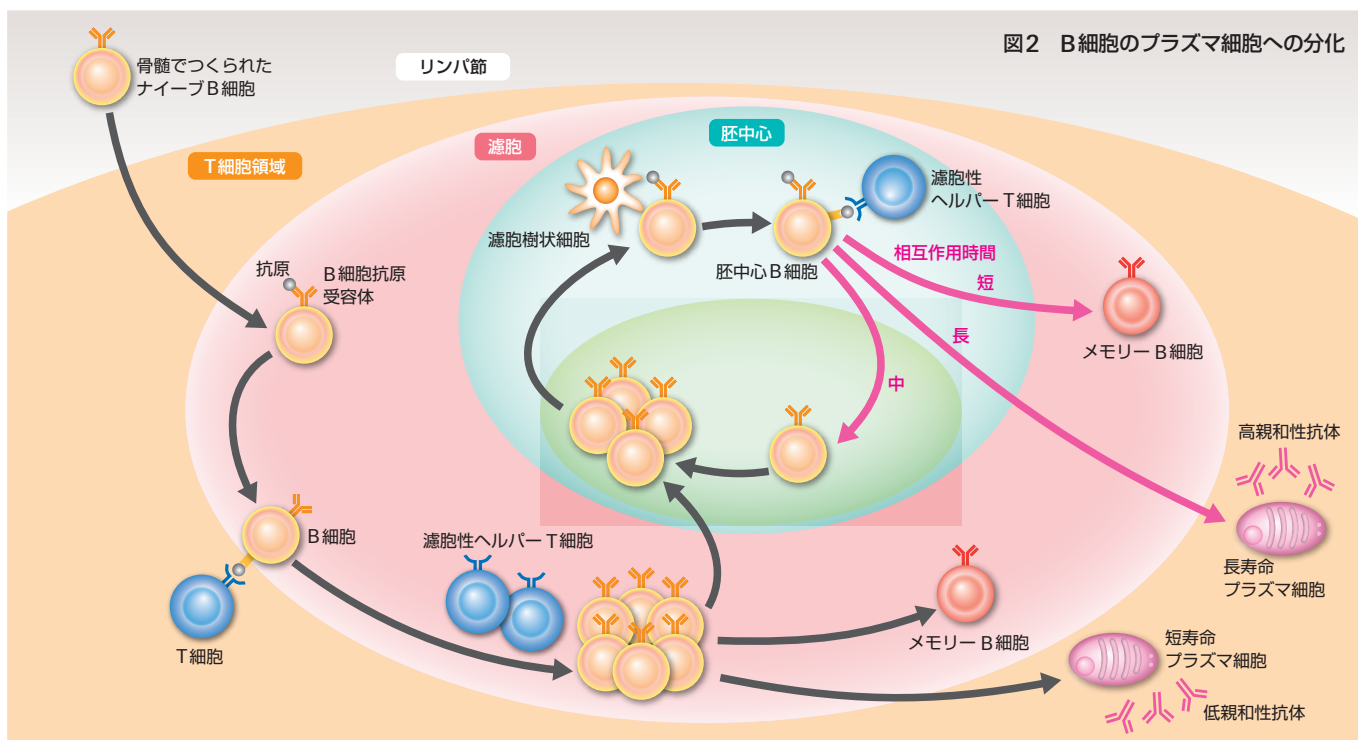 図2 B細胞のプラズマ細胞への分化
骨髄でつくられた
ナイーブB細胞
リンパ節
T細胞領域
濾胞
胚中心
濾胞樹状細胞
胚中心B細胞
濾胞性
ヘルパーT細胞
相互作用時間
短
長
中
メモリーB細胞
抗原
B細胞抗原
受容体
高親和性抗体
長寿命
プラズマ細胞
B細胞
T細胞
濾胞性ヘルパーT細胞
メモリーB細胞
短寿命
プラズマ細胞
低親和性抗体